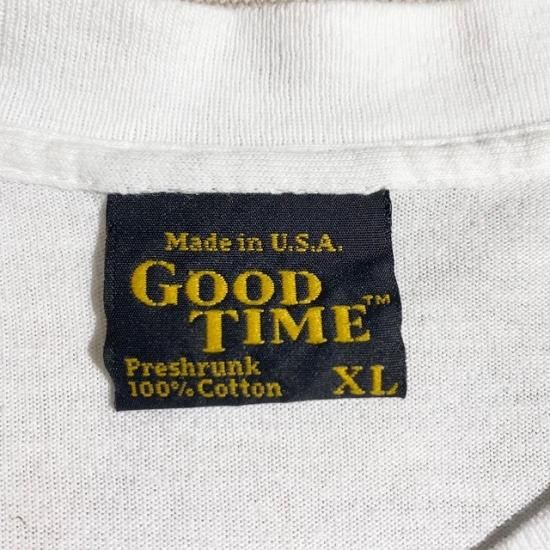 Made in U.S.A.
GOOD
TIME™
Preshrunk
100% Cotton XL